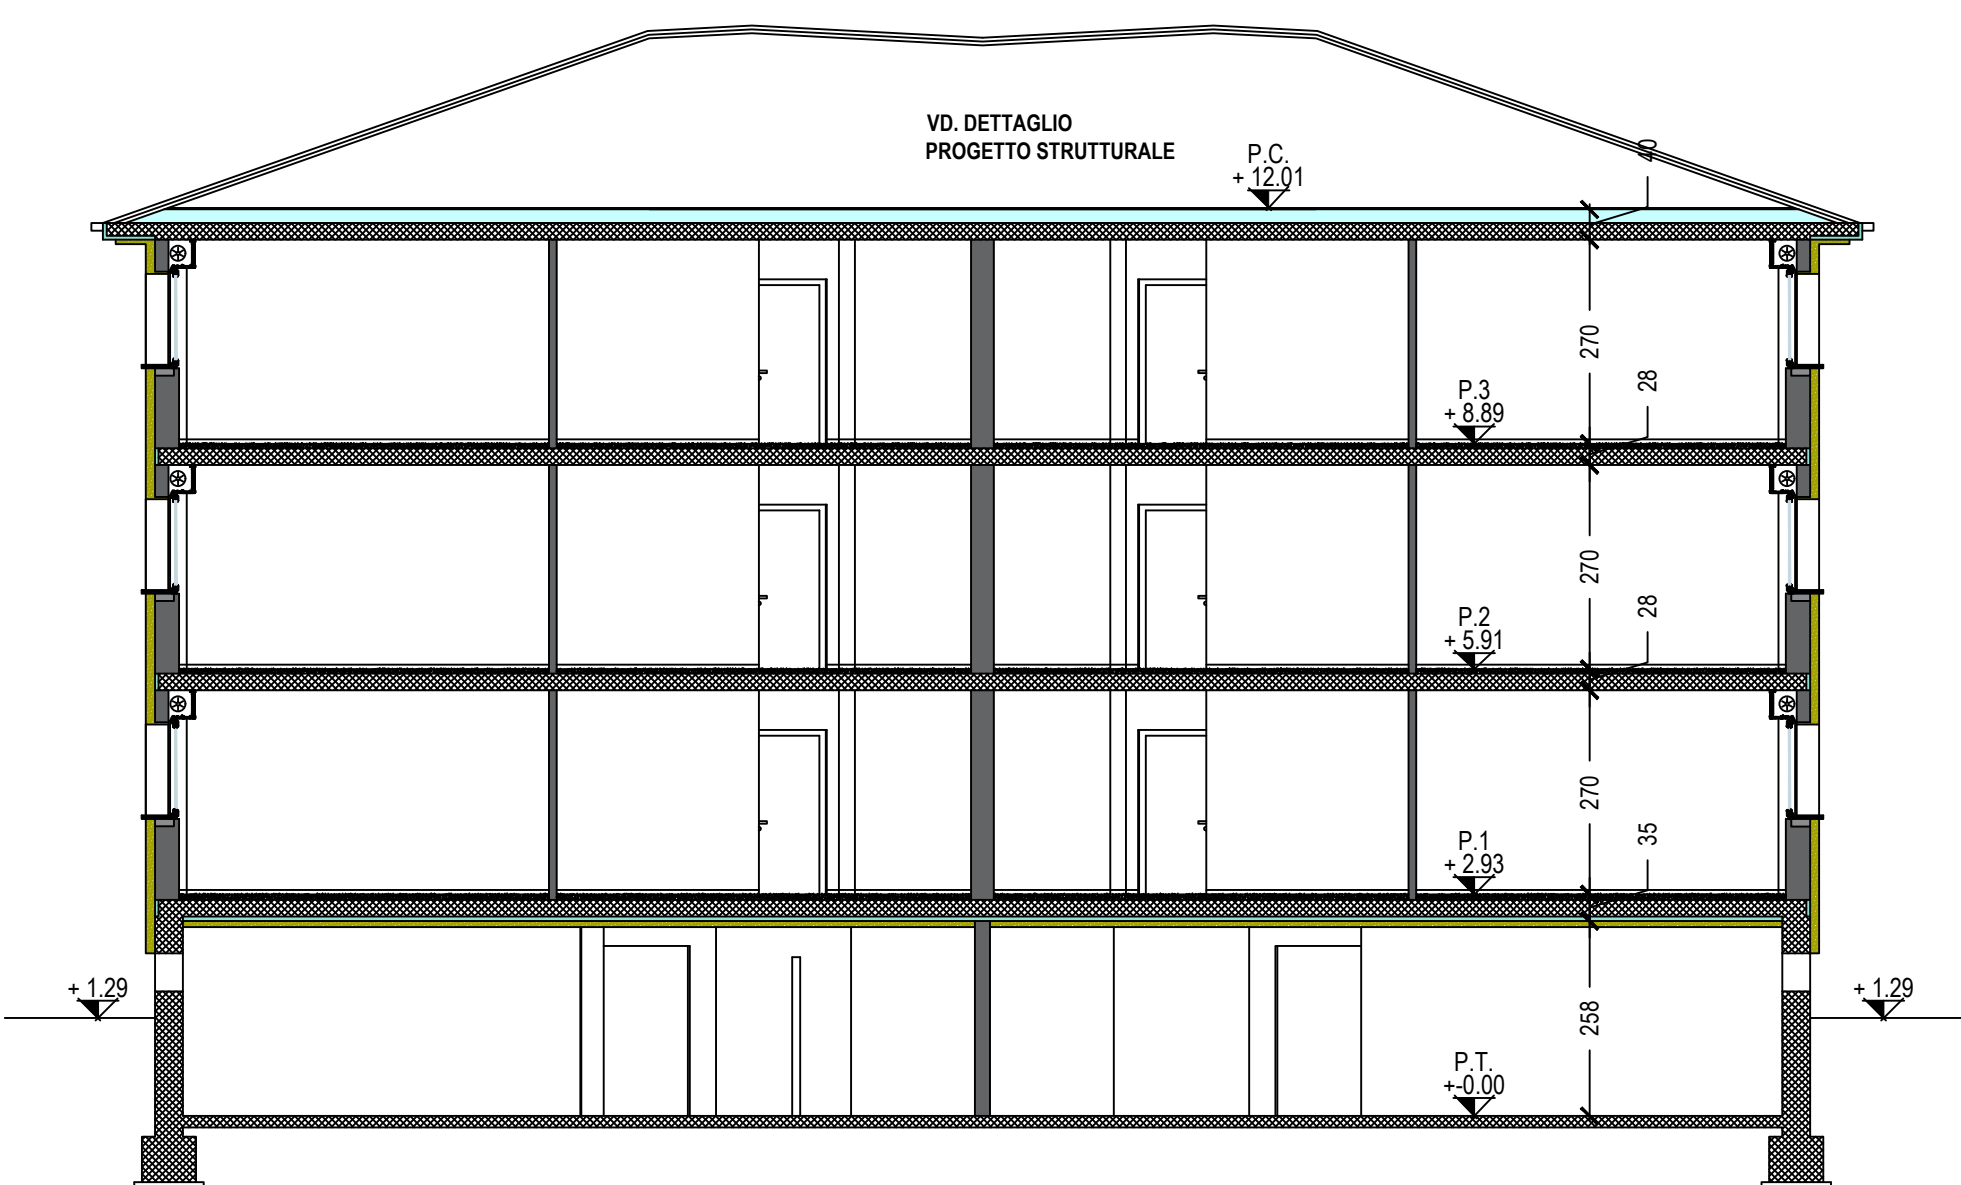 VD. DETTAGLIO
PROGETTO STRUTTURALE
P.C.
+ 12.01
40
270
28
P.3
+ 8.89
270
28
P.2
+ 5.91
270
35
P.1
+ 2.93
+ 1.29
+ 1.29
258
P.T.
+-0.00